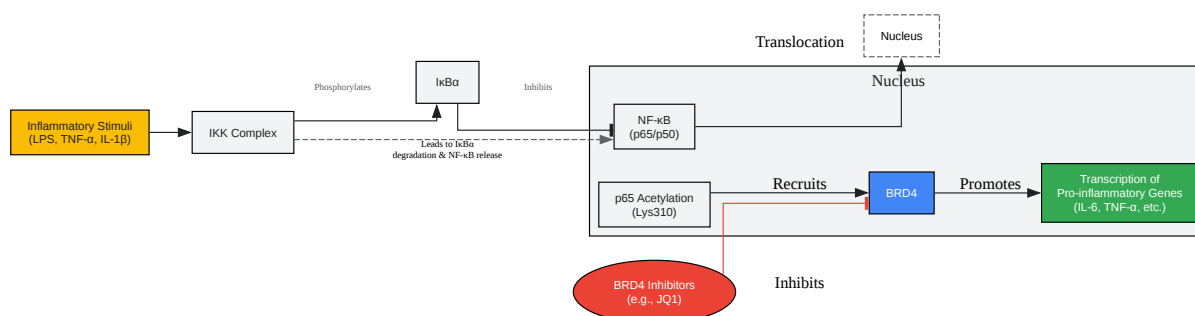 Inflammatory Stimuli
(LPS, TNF-α, IL-1β)
IKK Complex
Phosphorylates
IκBα
Inhibits
Leads to IκBα
degradation & NF-κB release
Translocation
Nucleus
Nucleus
NF-κB
(p65/p50)
p65 Acetylation
(Lys310)
Recruits
BRD4
Promotes
Transcription of
Pro-inflammatory Genes
(IL-6, TNF-α, etc.)
BRD4 Inhibitors
(e.g., JQ1)
Inhibits